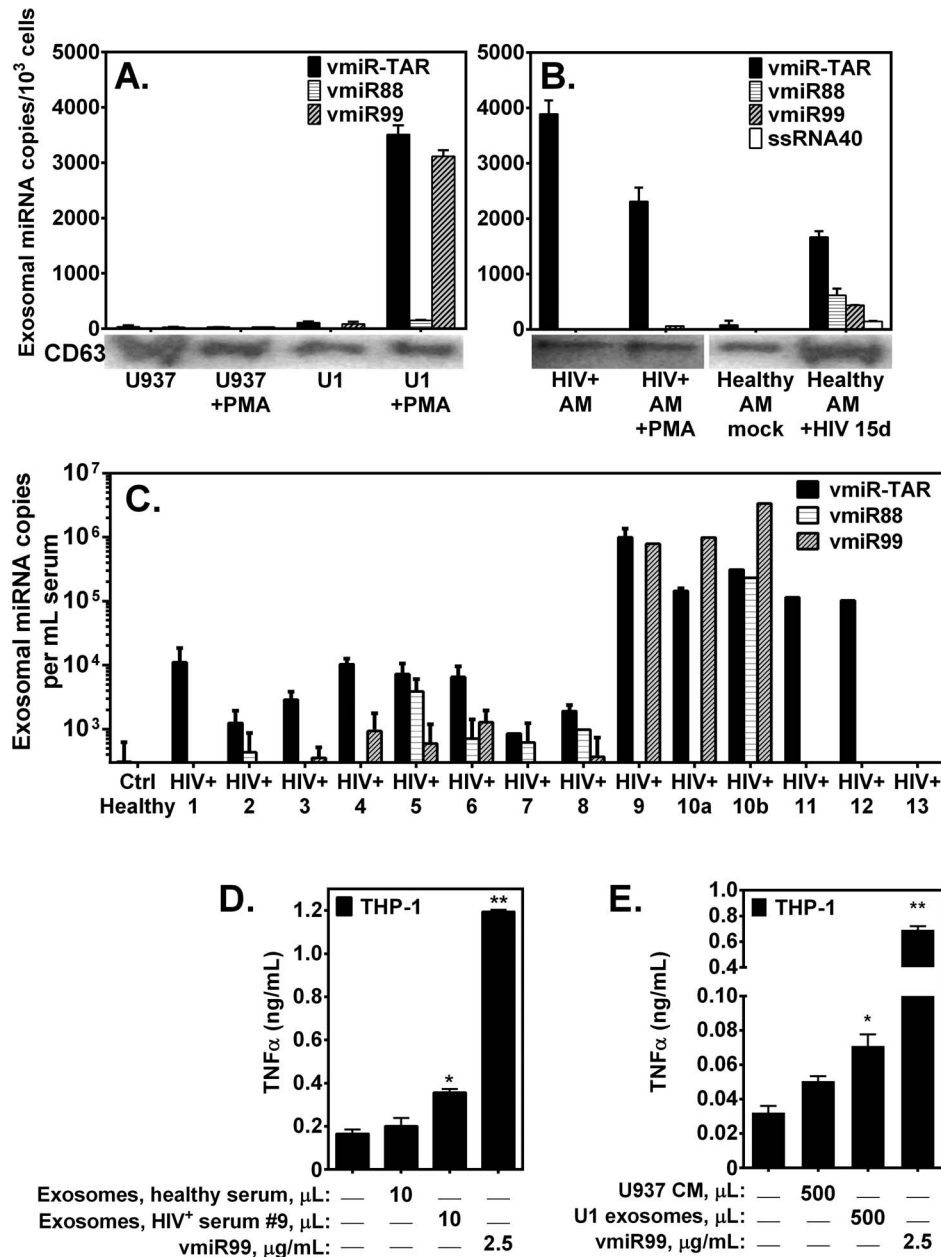 A.
5000
4000
3000
2000
1000
0
Exosomal miRNA copies/10³ cells
vmiR-TAR
vmiR88
vmiR99
CD63
U937 U937 +PMA U1 U1 +PMA
B.
5000
4000
3000
2000
1000
0
vmiR-TAR
vmiR88
vmiR99
ssRNA40
HIV+ HIV+ Healthy Healthy
AM AM AM AM
+PMA mock +HIV 15d
C.
10⁷
10⁶
10⁵
10⁴
10³
Exosomal miRNA copies
per mL serum
vmiR-TAR
vmiR88
vmiR99
Ctrl HIV+ HIV+ HIV+ HIV+ HIV+ HIV+ HIV+ HIV+ HIV+ HIV+ HIV+ HIV+ HIV+ HIV+
Healthy 1 2 3 4 5 6 7 8 9 10a 10b 11 12 13
D.
THP-1
1.2
1.0
0.8
0.6
0.4
0.2
0
TNFα (ng/mL)
*
**
Exosomes, healthy serum, μL: — 10 — —
Exosomes, HIV⁺ serum #9, μL: — — 10 —
vmiR99, μg/mL: — — — 2.5
E.
THP-1
1.0
0.8
0.6
0.4
0.10
0.08
0.06
0.04
0.02
0
TNFα (ng/mL)
*
**
U937 CM, μL: — 500 — —
U1 exosomes, μL: — — 500 —
vmiR99, μg/mL: — — — 2.5